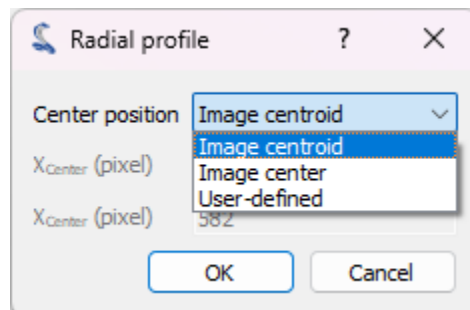 Radial profile ?
Center position Image centroid
Image centroid
Image center
User-defined
XCenter (pixel)
XCenter (pixel) 582
OK Cancel